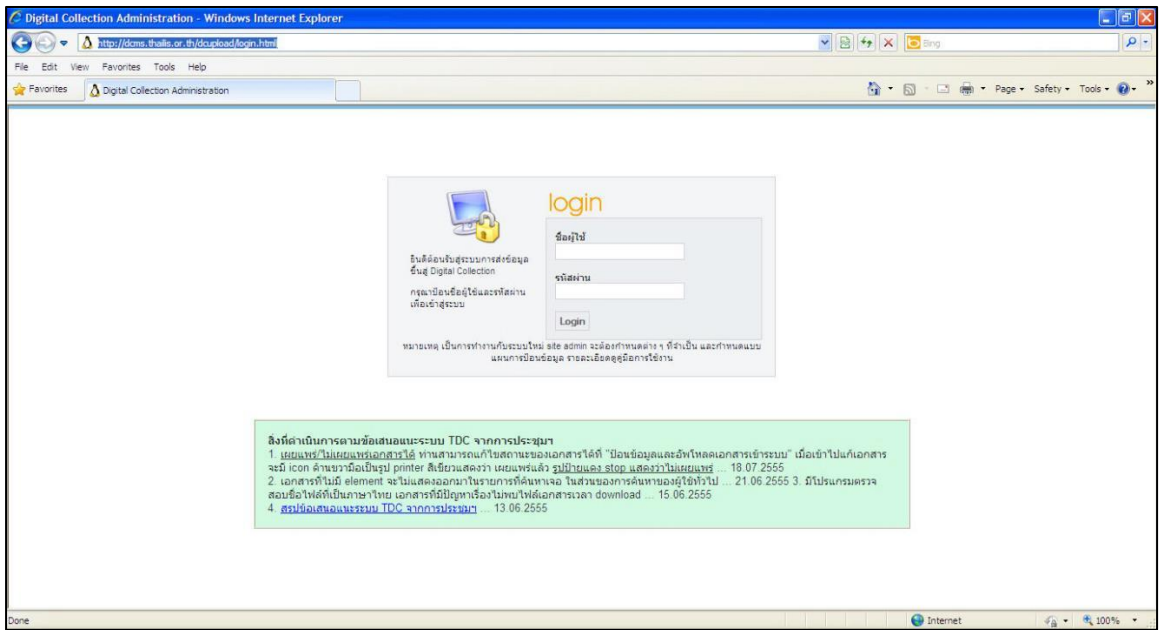 Digital Collection Administration - Windows Internet Explorer
http://dcms.thailis.or.th/dcupload/login.html
Bing
File Edit View Favorites Tools Help
Favorites
Digital Collection Administration
Page Safety Tools
login
ชื่อผู้ใช้
ยินดีต้อนรับสู่ระบบการส่งข้อมูล
ขึ้นสู่ Digital Collection
รหัสผ่าน
กรุณาป้อนชื่อผู้ใช้และรหัสผ่าน
เพื่อเข้าสู่ระบบ
Login
หมายเหตุ เป็นการทำงานกับระบบใหม่ site admin จะต้องกำหนดต่าง ๆ ที่จำเป็น และกำหนดแบบ
แผนการป้อนข้อมูล รายละเอียดดูคู่มือการใช้งาน
สิ่งที่ดำเนินการตามข้อเสนอแนะระบบ TDC จากการประชุมฯ
1. เผยแพร่/ไม่เผยแพร่เอกสารได้ ท่านสามารถแก้ไขสถานะของเอกสารได้ที่ "ป้อนข้อมูลและอัพโหลดเอกสารเข้าระบบ" เมื่อเข้าไปแก้เอกสาร
จะมี icon ด้านขวามือเป็นรูป printer สีเขียวแสดงว่า เผยแพร่แล้ว รูปป้ายแดง stop แสดงว่าไม่เผยแพร่ ... 18.07.2555
2. เอกสารที่ไม่มี element จะไม่แสดงออกมาในรายการที่ค้นหาเจอ ในส่วนของการค้นหาของผู้ใช้ทั่วไป ... 21.06.2555 3. มีโปรแกรมตรวจ
สอบชื่อไฟล์ที่เป็นภาษาไทย เอกสารที่มีปัญหาเรื่องไม่พบไฟล์เอกสารเวลา download ... 15.06.2555
4. สรุปข้อเสนอแนะระบบ TDC จากการประชุมฯ ... 13.06.2555
Done
Internet
100%